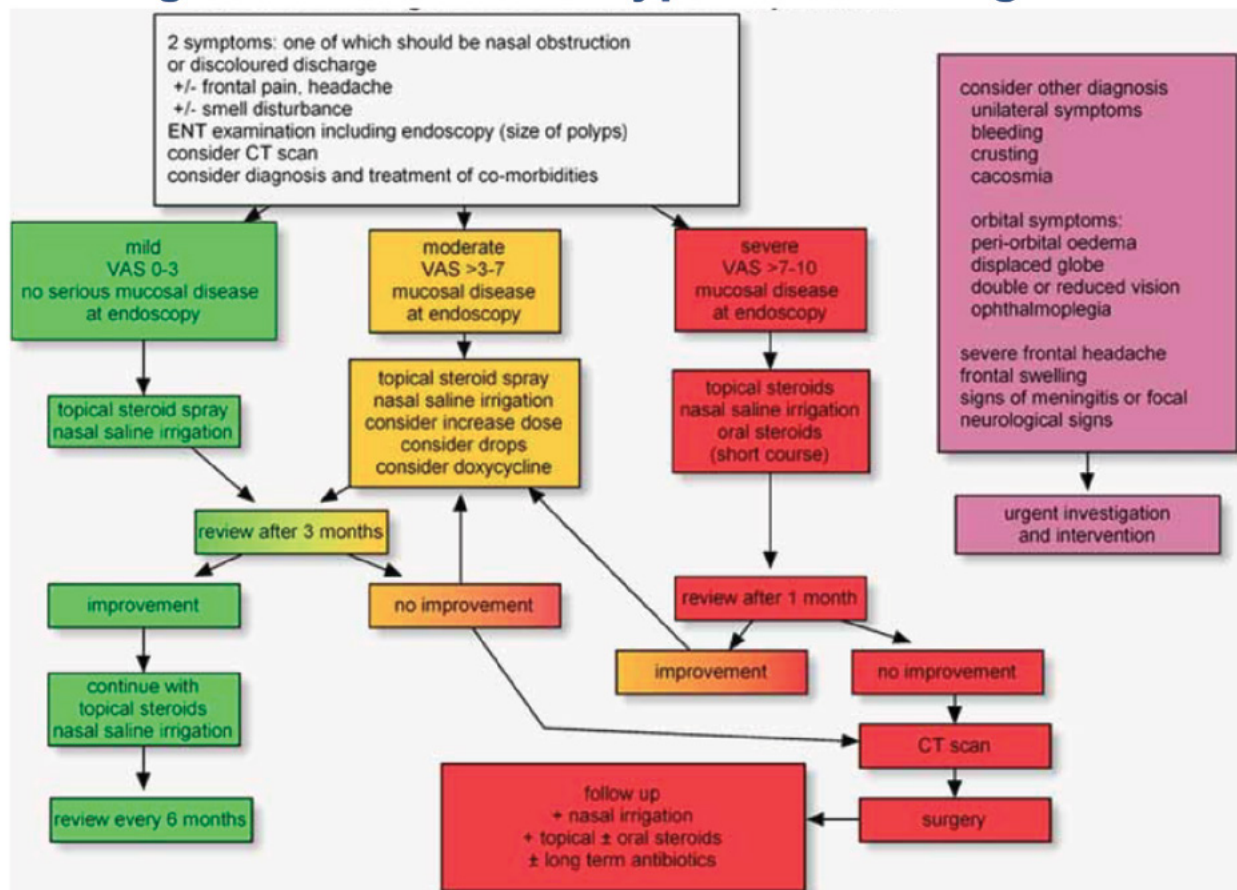 2 symptoms: one of which should be nasal obstruction
or discoloured discharge
+/- frontal pain, headache
+/- smell disturbance
ENT examination including endoscopy (size of polyps)
consider CT scan
consider diagnosis and treatment of co-morbidities
consider other diagnosis
unilateral symptoms
bleeding
crusting
cacosmia
orbital symptoms:
peri-orbital oedema
displaced globe
double or reduced vision
ophthalmoplegia
severe frontal headache
frontal swelling
signs of meningitis or focal
neurological signs
urgent investigation
and intervention
mild
VAS 0-3
no serious mucosal disease
at endoscopy
moderate
VAS >3-7
mucosal disease
at endoscopy
severe
VAS >7-10
mucosal disease
at endoscopy
topical steroid spray
nasal saline irrigation
topical steroid spray
nasal saline irrigation
consider increase dose
consider drops
consider doxycycline
topical steroids
nasal saline irrigation
oral steroids
(short course)
review after 3 months
improvement
no improvement
review after 1 month
improvement
no improvement
continue with
topical steroids
nasal saline irrigation
review every 6 months
CT scan
surgery
follow up
+ nasal irrigation
+ topical ± oral steroids
± long term antibiotics